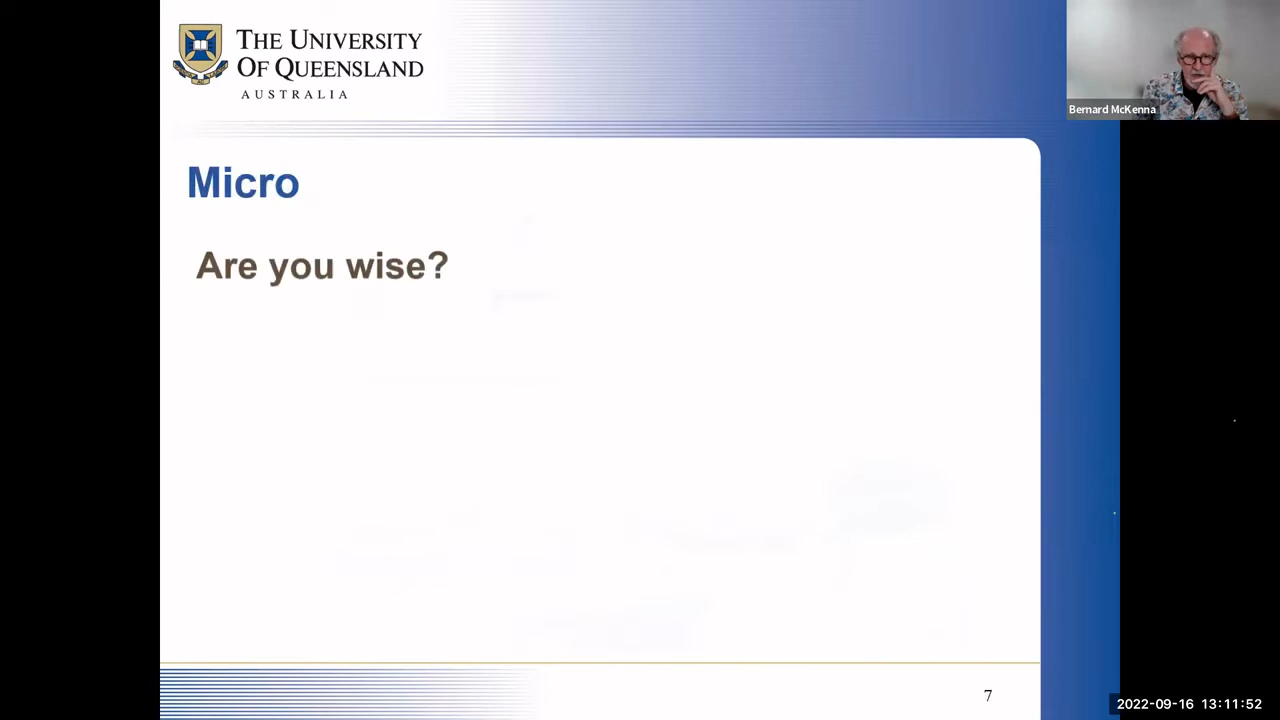 THE UNIVERSITY
OF QUEENSLAND
AUSTRALIA
Bernard McKenna
Micro
Are you wise?
7
2022-09-16 13:11:52